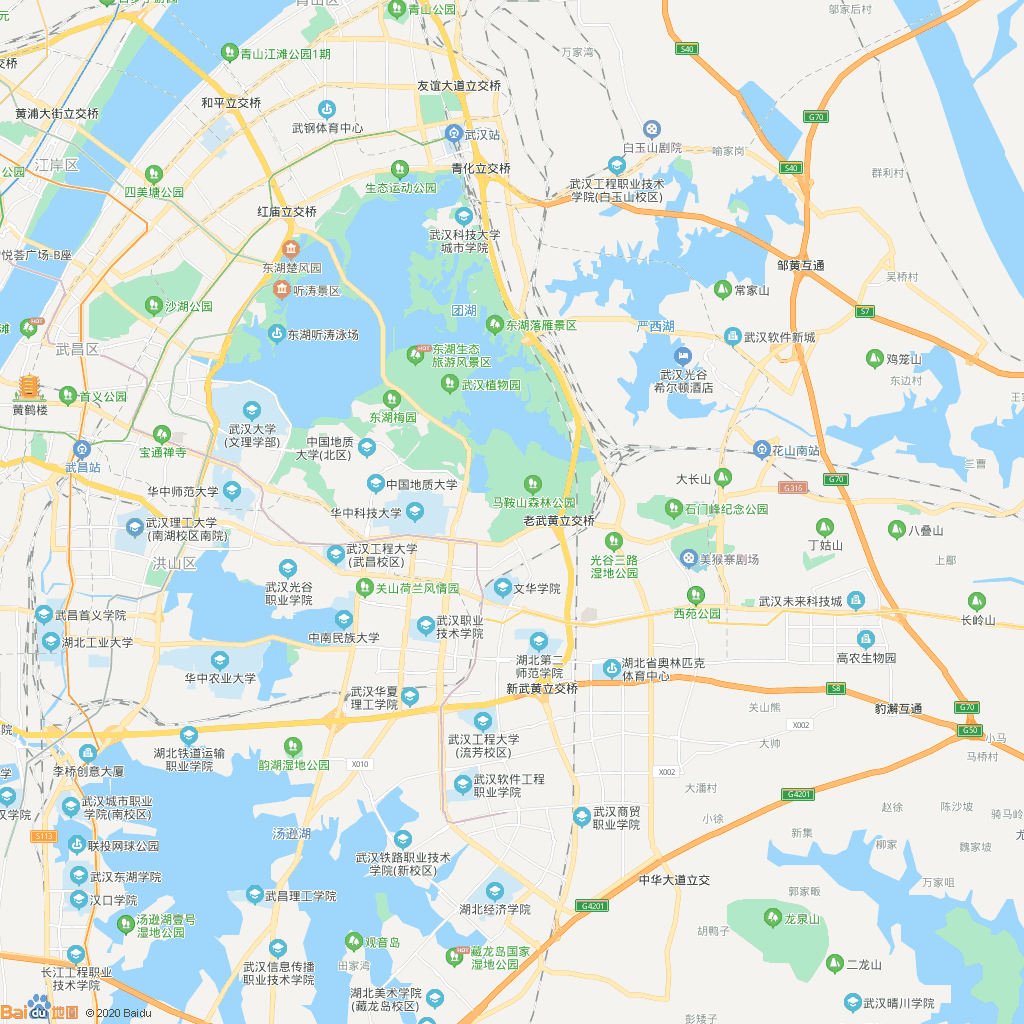 青山区
青山公园
邬家后村
青山江滩公园1期
万家湾
S40
友谊大道立交桥
和平立交桥
黄浦大街立交桥
武钢体育中心
G70
武汉站
白玉山剧院
喻家岗
江岸区
青化立交桥
S40
公园
四美塘公园
生态运动公园
武汉工程职业技术
学院(白玉山校区)
群利村
红庙立交桥
武汉科技大学
城市学院
悦荟广场-B座
东湖楚风园
邹黄互通
吴桥村
听涛景区
常家山
沙湖公园
团湖
S7
HOT
滩
东湖听涛泳场
东湖落雁景区
严西湖
武汉软件新城
武昌区
HOT
东湖生态
旅游风景区
武汉光谷
希尔顿酒店
鸡笼山
东边村
武汉植物园
黄鹤楼
首义公园
东湖梅园
武汉大学
(文理学部)
宝通禅寺
中国地质
大学(北区)
武昌站
花山南站
三曹
大长山
G70
中国地质大学
华中师范大学
G316
马鞍山森林公园
华中科技大学
石门峰纪念公园
武汉理工大学
(南湖校区南院)
老武黄立交桥
丁姑山
八叠山
武汉工程大学
(武昌校区)
光谷三路
湿地公园
美猴寨剧场
上鄢
洪山区
武汉光谷
职业学院
关山荷兰风情园
文华学院
西苑公园
武汉未来科技城
长岭山
武昌首义学院
武汉职业
技术学院
中南民族大学
湖北工业大学
高农生物园
湖北第二
师范学院
湖北省奥林匹克
体育中心
华中农业大学
新武黄立交桥
S8
武汉华夏
理工学院
关山熊
豹澥互通
G70
X002
G50
小马
湖北铁道运输
职业学院
武汉工程大学
(流芳校区)
大帅
马桥村
李桥创意大厦
韵湖湿地公园
X010
X002
武汉软件工程
职业学院
大潘村
G4201
武汉城市职业
学院(南校区)
赵徐
陈沙坡
骑马岭
汉学院
武汉商贸
职业学院
小徐
新集
S113
汤逊湖
联投网球公园
柳家
魏家坡
武汉铁路职业技术
学院(新校区)
武汉东湖学院
中华大道立交
万家咀
武昌理工学院
湖北经济学院
郭家畈
汉口学院
G4201
汤逊湖壹号
湿地公园
龙泉山
胡鸭子
观音岛
HOT
藏龙岛国家
湿地公园
武汉信息传播
职业技术学院
田家湾
二龙山
长江工程职业
技术学院
湖北美术学院
(藏龙岛校区)
武汉晴川学院
彭矮子
Bai du 地图
© 2020 Baidu